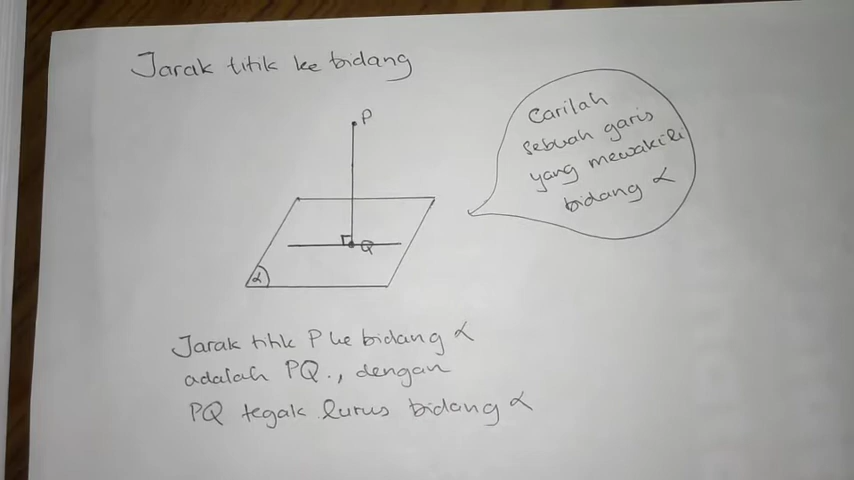 Jarak titik ke bidang
P
Q
α
Carilah
sebuah garis
yang mewakili
bidang α
Jarak titik P ke bidang α
adalah PQ., dengan
PQ tegak lurus bidang α